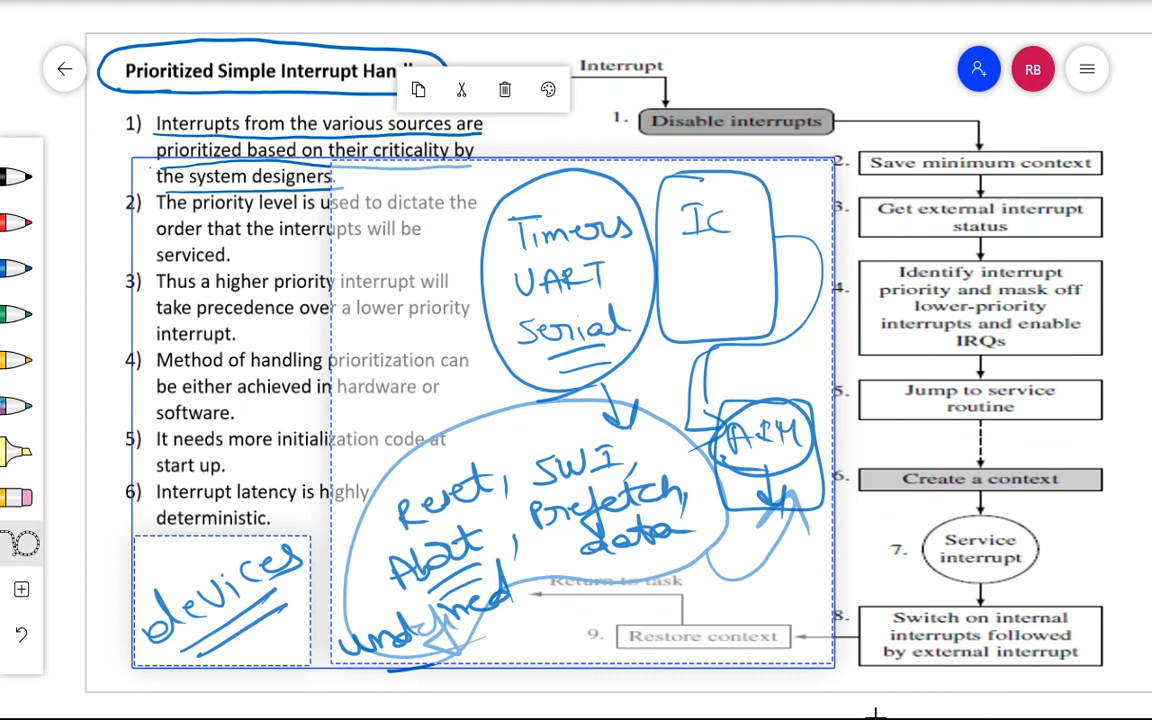 Prioritized Simple Interrupt Handl
RB
1) Interrupts from the various sources are
prioritized based on their criticality by
the system designers.
2) The priority level is used to dictate the
order that the interrupts will be
serviced.
3) Thus a higher priority interrupt will
take precedence over a lower priority
interrupt.
4) Method of handling prioritization can
be either achieved in hardware or
software.
5) It needs more initialization code at
start up.
6) Interrupt latency is highly
deterministic.
devices
Timers
UART
Serial
IC
Reset, SWI,
Abort, Prefetch,
data
undefined
Interrupt
1. Disable interrupts
2. Save minimum context
3. Get external interrupt
status
4. Identify interrupt
priority and mask off
lower-priority
interrupts and enable
IRQs
5. Jump to service
routine
6. Create a context
7. Service
interrupt
8. Switch on internal
interrupts followed
by external interrupt
Return to task
9. Restore context